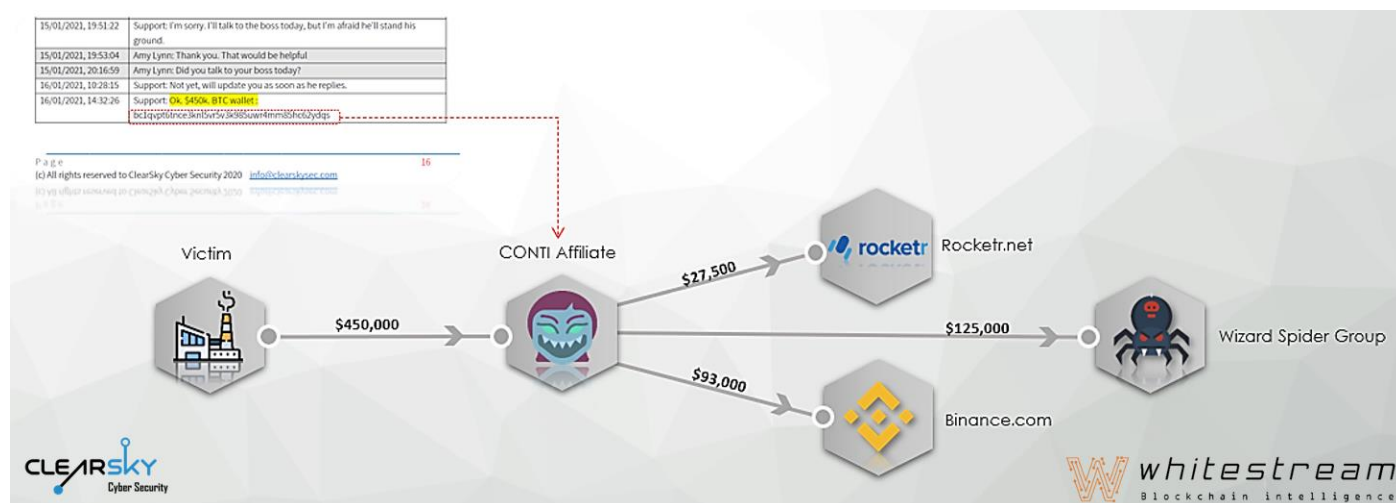 15/01/2021, 19:51:22 Support: I'm sorry. I'll talk to the boss today, but I'm afraid he'll stand his
ground.
15/01/2021, 19:53:04 Amy Lynn: Thank you. That would be helpful
15/01/2021, 20:16:59 Amy Lynn: Did you talk to your boss today?
16/01/2021, 10:28:15 Support: Not yet, will update you as soon as he replies.
16/01/2021, 14:32:26 Support: Ok. $450k. BTC wallet :
Page 16
(c) All rights reserved to ClearSky Cyber Security 2020 info@clearskysec.com
Victim
CONTI Affiliate
rocketr
Rocketr.net
$27,500
$450,000
$125,000
Wizard Spider Group
$93,000
Binance.com
CLEARSKY
Cyber Security
whitestream
Blockchain intelligence